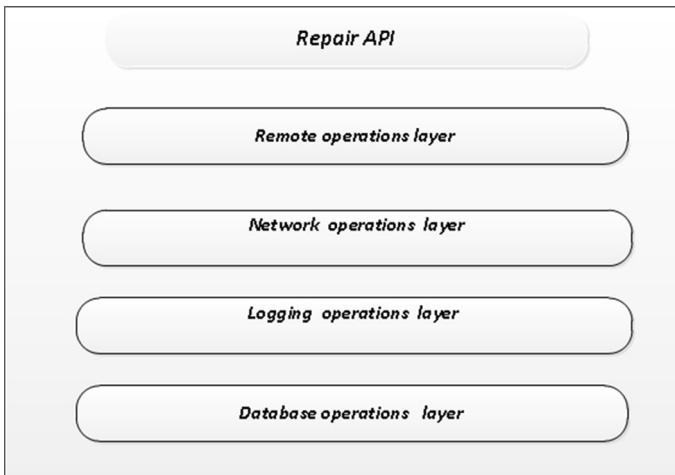 Repair API
Remote operations layer
Network operations layer
Logging operations layer
Database operations layer